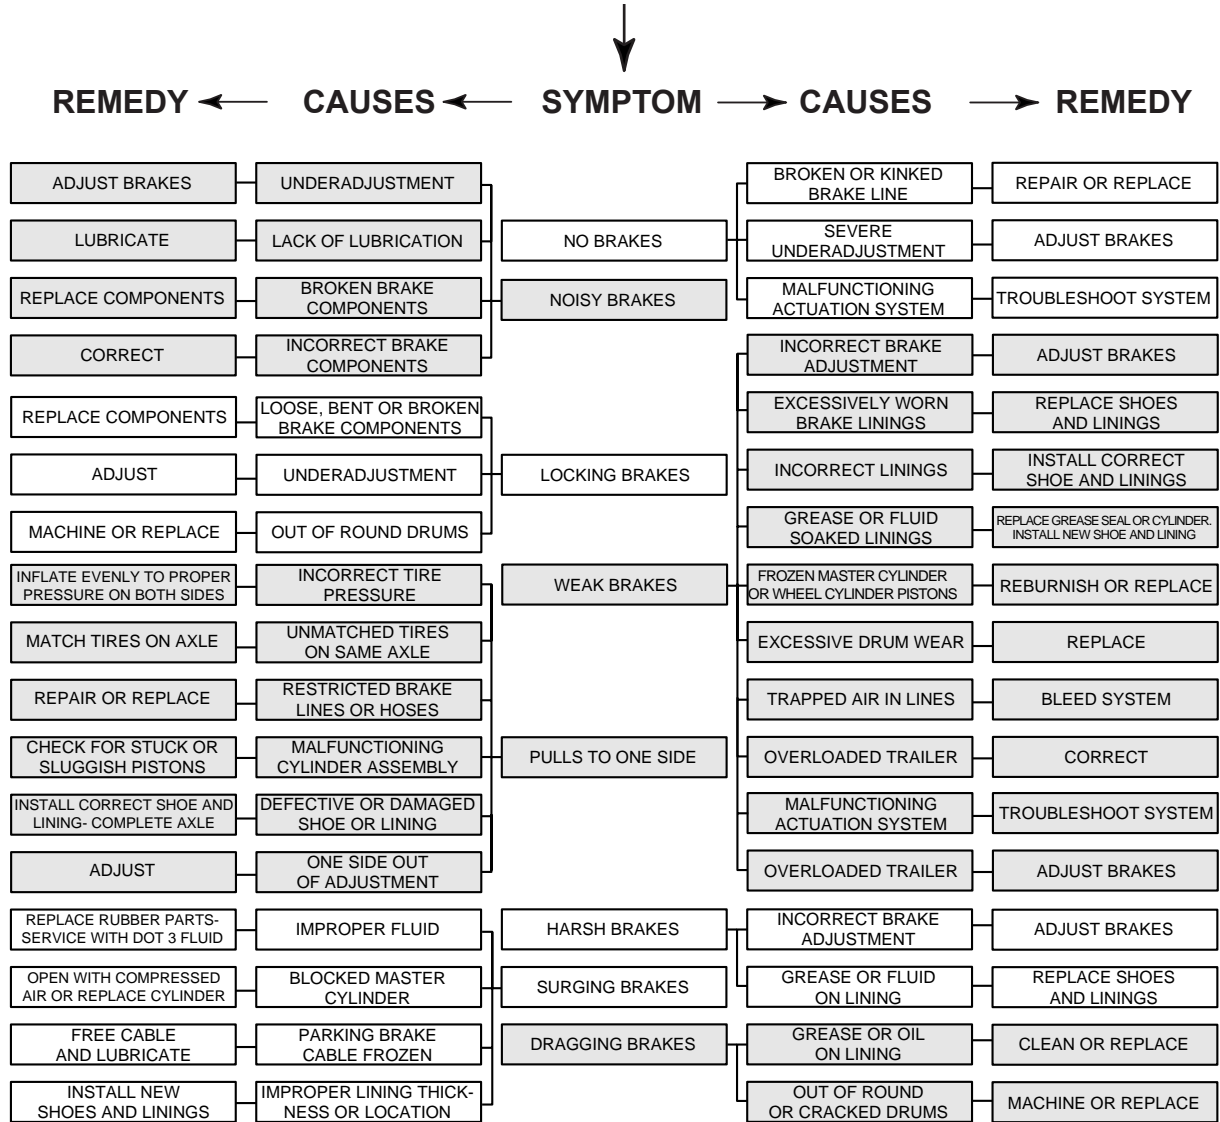 REMEDY CAUSES SYMPTOM CAUSES REMEDY
ADJUST BRAKES
UNDERADJUSTMENT
LUBRICATE
LACK OF LUBRICATION
REPLACE COMPONENTS
BROKEN BRAKE
COMPONENTS
CORRECT
INCORRECT BRAKE
COMPONENTS
REPLACE COMPONENTS
LOOSE, BENT OR BROKEN
BRAKE COMPONENTS
ADJUST
UNDERADJUSTMENT
MACHINE OR REPLACE
OUT OF ROUND DRUMS
INFLATE EVENLY TO PROPER
PRESSURE ON BOTH SIDES
INCORRECT TIRE
PRESSURE
MATCH TIRES ON AXLE
UNMATCHED TIRES
ON SAME AXLE
REPAIR OR REPLACE
RESTRICTED BRAKE
LINES OR HOSES
CHECK FOR STUCK OR
SLUGGISH PISTONS
MALFUNCTIONING
CYLINDER ASSEMBLY
INSTALL CORRECT SHOE AND
LINING- COMPLETE AXLE
DEFECTIVE OR DAMAGED
SHOE OR LINING
ADJUST
ONE SIDE OUT
OF ADJUSTMENT
REPLACE RUBBER PARTS-
SERVICE WITH DOT 3 FLUID
IMPROPER FLUID
OPEN WITH COMPRESSED
AIR OR REPLACE CYLINDER
BLOCKED MASTER
CYLINDER
FREE CABLE
AND LUBRICATE
PARKING BRAKE
CABLE FROZEN
INSTALL NEW
SHOES AND LININGS
IMPROPER LINING THICK-
NESS OR LOCATION
NO BRAKES
NOISY BRAKES
LOCKING BRAKES
WEAK BRAKES
PULLS TO ONE SIDE
HARSH BRAKES
SURGING BRAKES
DRAGGING BRAKES
BROKEN OR KINKED
BRAKE LINE
REPAIR OR REPLACE
SEVERE
UNDERADJUSTMENT
ADJUST BRAKES
MALFUNCTIONING
ACTUATION SYSTEM
TROUBLESHOOT SYSTEM
INCORRECT BRAKE
ADJUSTMENT
ADJUST BRAKES
EXCESSIVELY WORN
BRAKE LININGS
REPLACE SHOES
AND LININGS
INCORRECT LININGS
INSTALL CORRECT
SHOE AND LININGS
GREASE OR FLUID
SOAKED LININGS
REPLACE GREASE SEAL OR CYLINDER.
INSTALL NEW SHOE AND LINING
FROZEN MASTER CYLINDER
OR WHEEL CYLINDER PISTONS
REBURNISH OR REPLACE
EXCESSIVE DRUM WEAR
REPLACE
TRAPPED AIR IN LINES
BLEED SYSTEM
OVERLOADED TRAILER
CORRECT
MALFUNCTIONING
ACTUATION SYSTEM
TROUBLESHOOT SYSTEM
OVERLOADED TRAILER
ADJUST BRAKES
INCORRECT BRAKE
ADJUSTMENT
ADJUST BRAKES
GREASE OR FLUID
ON LINING
REPLACE SHOES
AND LININGS
GREASE OR OIL
ON LINING
CLEAN OR REPLACE
OUT OF ROUND
OR CRACKED DRUMS
MACHINE OR REPLACE